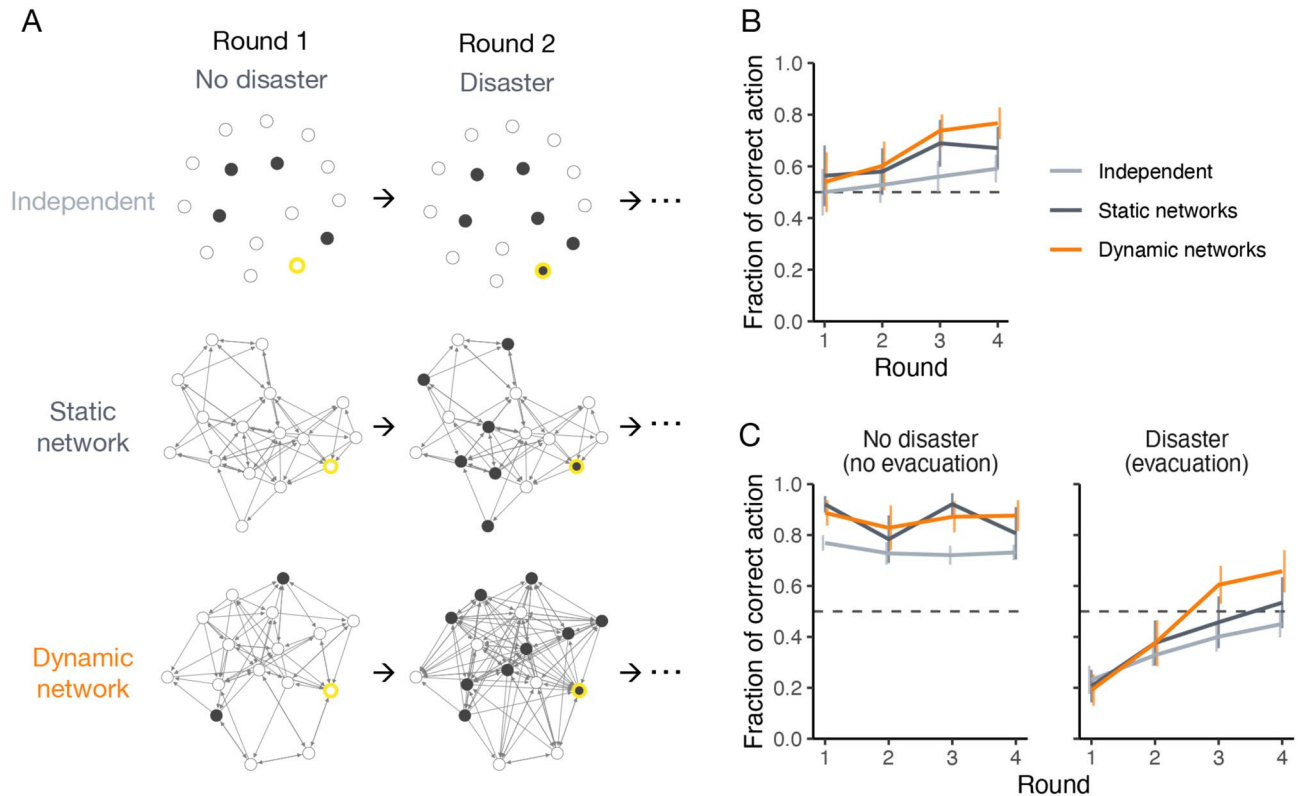 A
Round 1
No disaster
Round 2
Disaster
Independent
→ → ...
Static
network
→ → ...
Dynamic
network
→ → ...
B
Fraction of correct action
1.0
0.8
0.6
0.4
0.2
0.0
1 2 3 4
Round
Independent
Static networks
Dynamic networks
C
No disaster
(no evacuation)
Disaster
(evacuation)
Fraction of correct action
1.0
0.8
0.6
0.4
0.2
0.0
1 2 3 4
1 2 3 4
Round